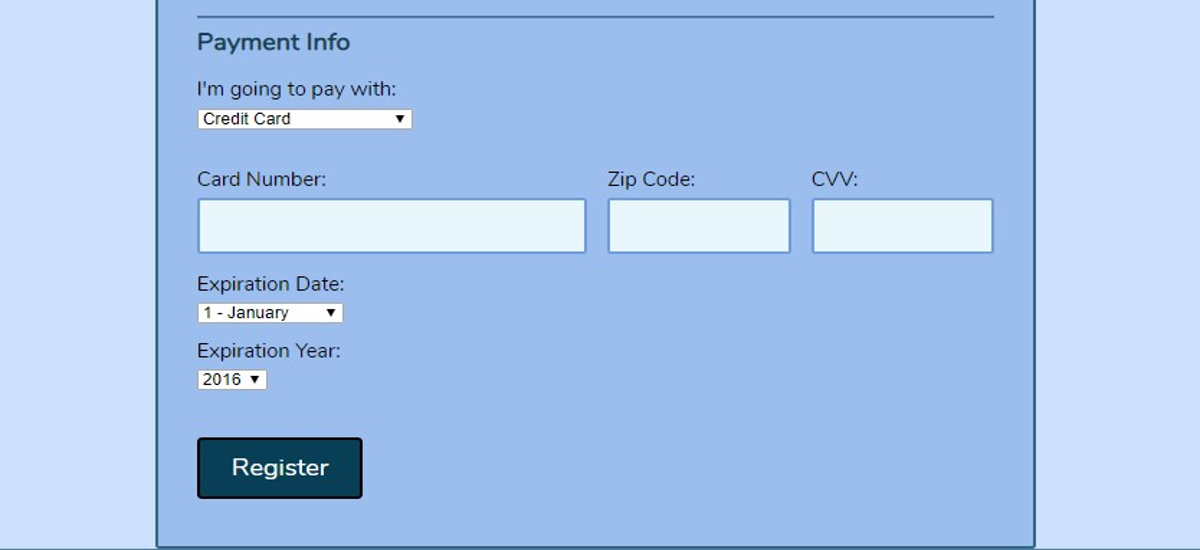 Payment Info
I'm going to pay with:
Credit Card
Card Number: Zip Code: CVV:
Expiration Date:
1 - January
Expiration Year:
2016
Register